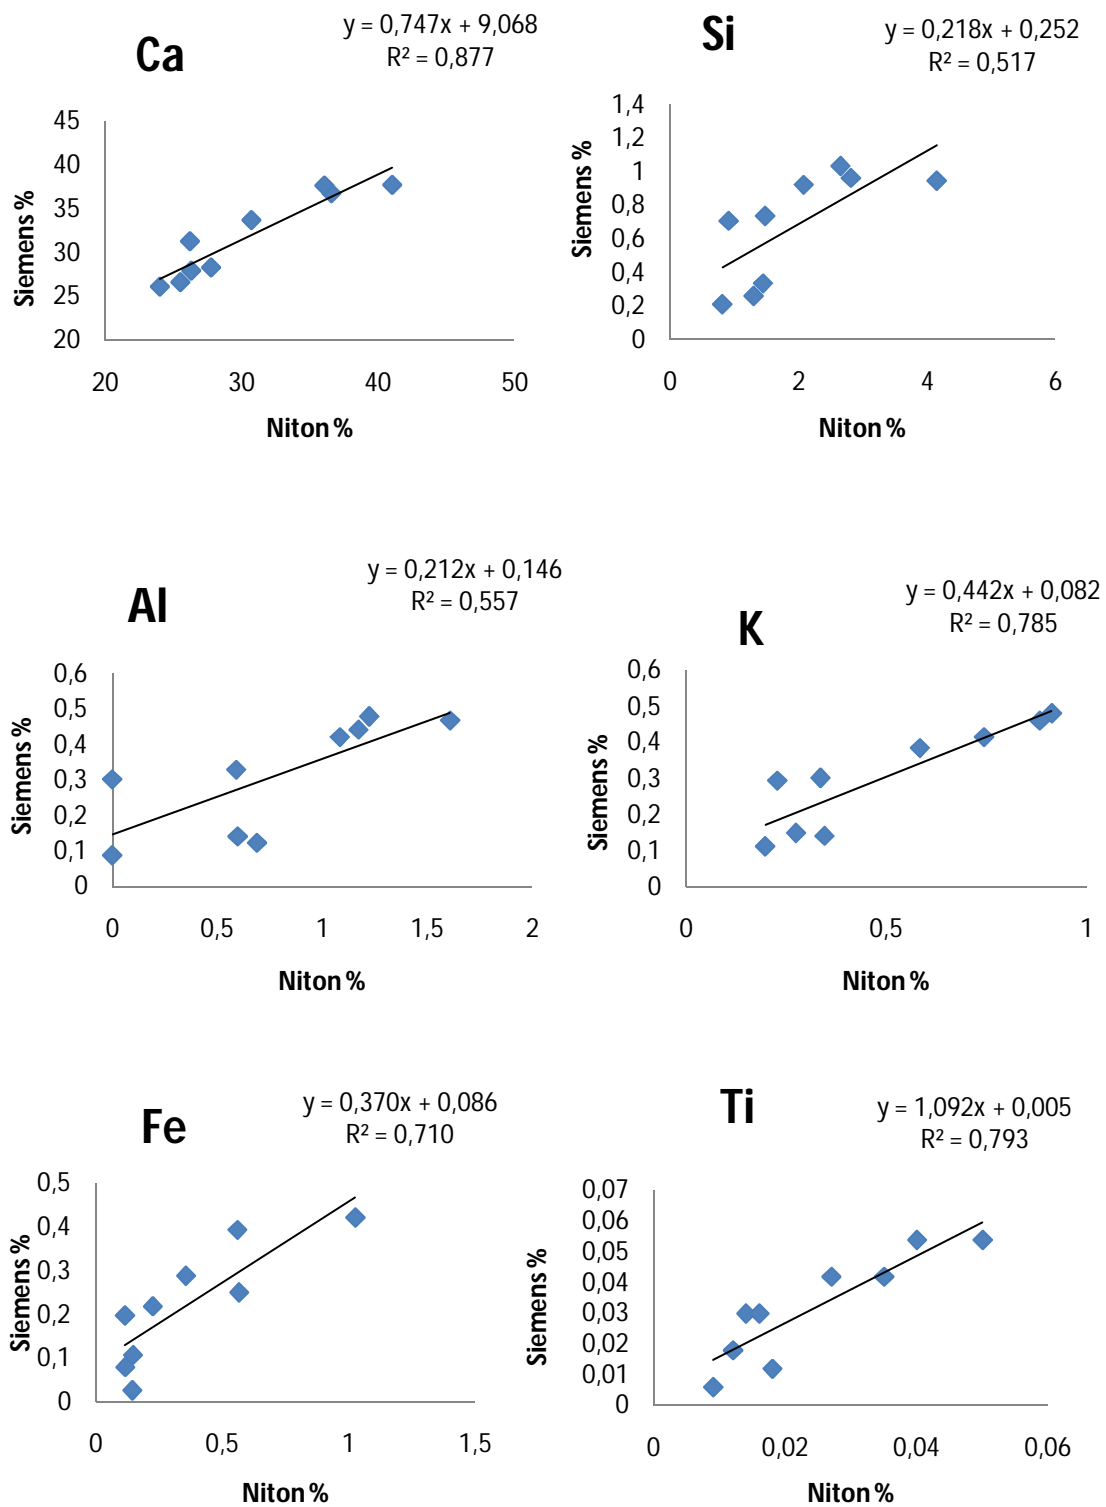 Ca
y = 0,747x + 9,068
R² = 0,877
45
40
35
30
25
20
Siemens %
20 30 40 50
Niton %
Si
y = 0,218x + 0,252
R² = 0,517
1,4
1,2
1
0,8
0,6
0,4
0,2
0
Siemens %
0 2 4 6
Niton %
Al
y = 0,212x + 0,146
R² = 0,557
0,6
0,5
0,4
0,3
0,2
0,1
0
Siemens %
0 0,5 1 1,5 2
Niton %
K
y = 0,442x + 0,082
R² = 0,785
0,6
0,5
0,4
0,3
0,2
0,1
0
Siemens %
0 0,5 1
Niton %
Fe
y = 0,370x + 0,086
R² = 0,710
0,5
0,4
0,3
0,2
0,1
0
Siemens %
0 0,5 1 1,5
Niton %
Ti
y = 1,092x + 0,005
R² = 0,793
0,07
0,06
0,05
0,04
0,03
0,02
0,01
0
Siemens %
0 0,02 0,04 0,06
Niton %